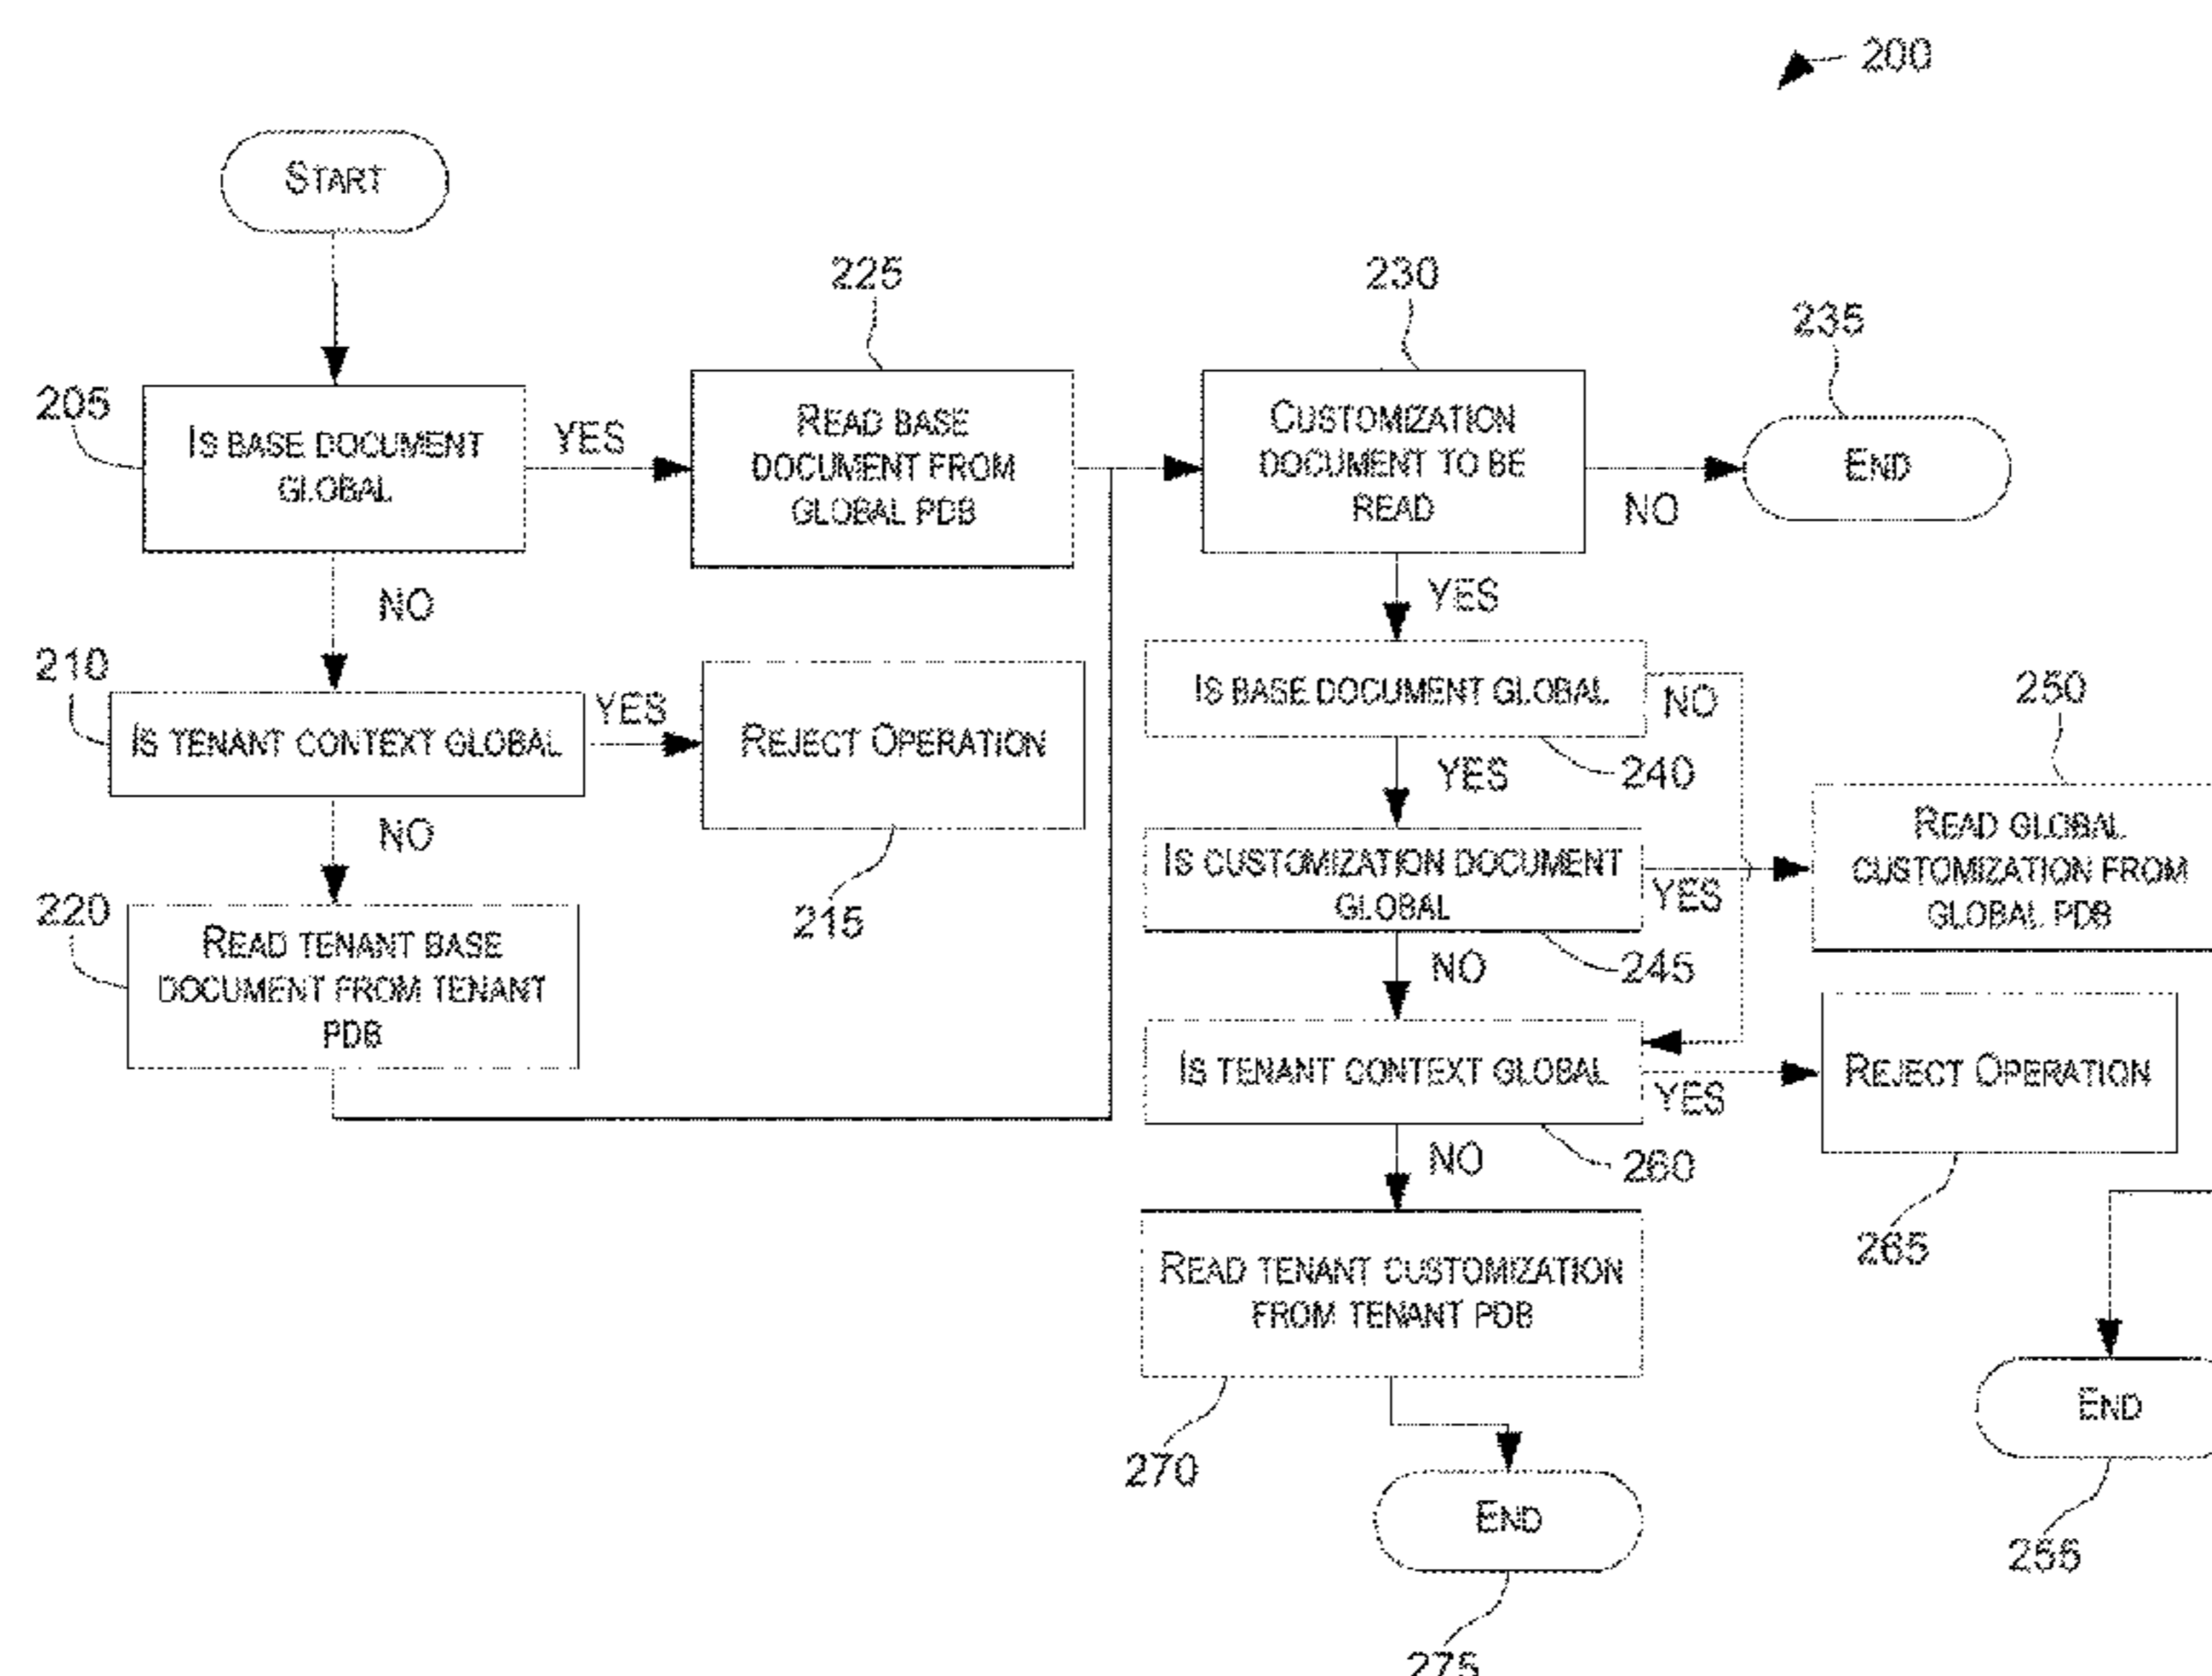 200
START
225
230
235
205
IS BASE DOCUMENT
GLOBAL
YES
READ BASE
DOCUMENT FROM
GLOBAL PDB
CUSTOMIZATION
DOCUMENT TO BE
READ
NO
END
NO
YES
210
IS TENANT CONTEXT GLOBAL
YES
REJECT OPERATION
215
IS BASE DOCUMENT GLOBAL
NO
240
YES
250
NO
220
READ TENANT BASE
DOCUMENT FROM TENANT
PDB
IS CUSTOMIZATION DOCUMENT
GLOBAL
YES
245
READ GLOBAL
CUSTOMIZATION FROM
GLOBAL PDB
NO
IS TENANT CONTEXT GLOBAL
YES
260
REJECT OPERATION
265
NO
READ TENANT CUSTOMIZATION
FROM TENANT PDB
270
END
255
END
275